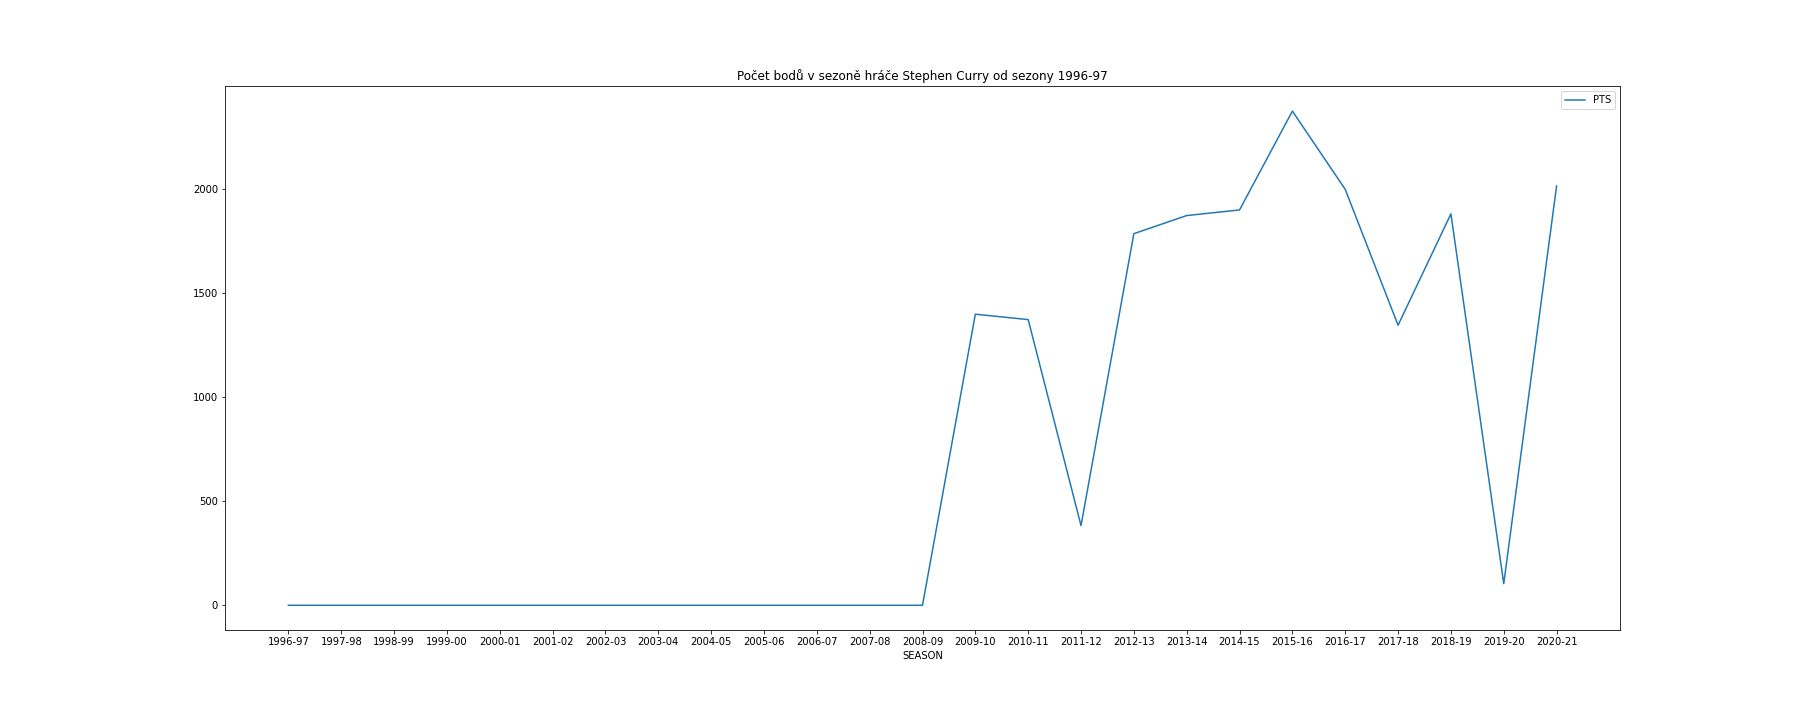 Počet bodů v sezoně hráče Stephen Curry od sezony 1996-97
PTS
2000
1500
1000
500
0
1996-97 1997-98 1998-99 1999-00 2000-01 2001-02 2002-03 2003-04 2004-05 2005-06 2006-07 2007-08 2008-09 2009-10 2010-11 2011-12 2012-13 2013-14 2014-15 2015-16 2016-17 2017-18 2018-19 2019-20 2020-21
SEASON